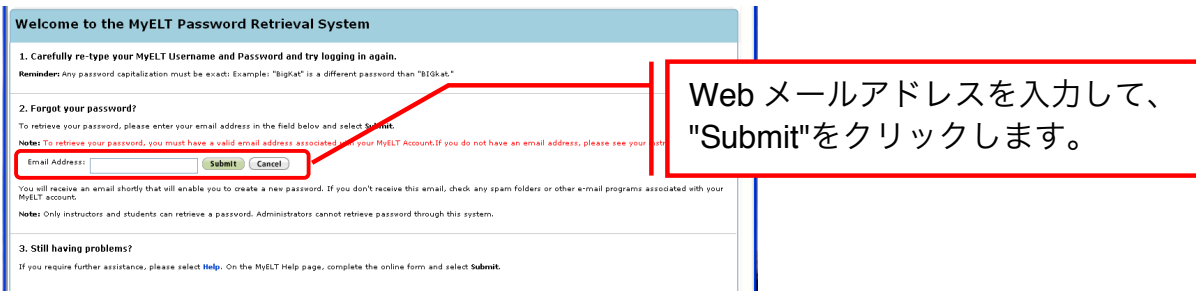 Welcome to the MyELT Password Retrieval System
1. Carefully re-type your MyELT Username and Password and try logging in again.
Reminder: Any password capitalization must be exact: Example: "BigKat" is a different password than "BIGkat."
2. Forgot your password?
To retrieve your password, please enter your email address in the field below and select Submit.
Note: To retrieve your password, you must have a valid email address associated with your MyELT Account.If you do not have an email address, please see your
Email Address: Submit Cancel
You will receive an email shortly that will enable you to create a new password. If you don't receive this email, check any spam folders or other e-mail programs associated with your
MyELT account.
Note: Only instructors and students can retrieve a password. Administrators cannot retrieve password through this system.
3. Still having problems?
If you require further assistance, please select Help. On the MyELT Help page, complete the online form and select Submit.
Web メールアドレスを入力して、
"Submit"をクリックします。